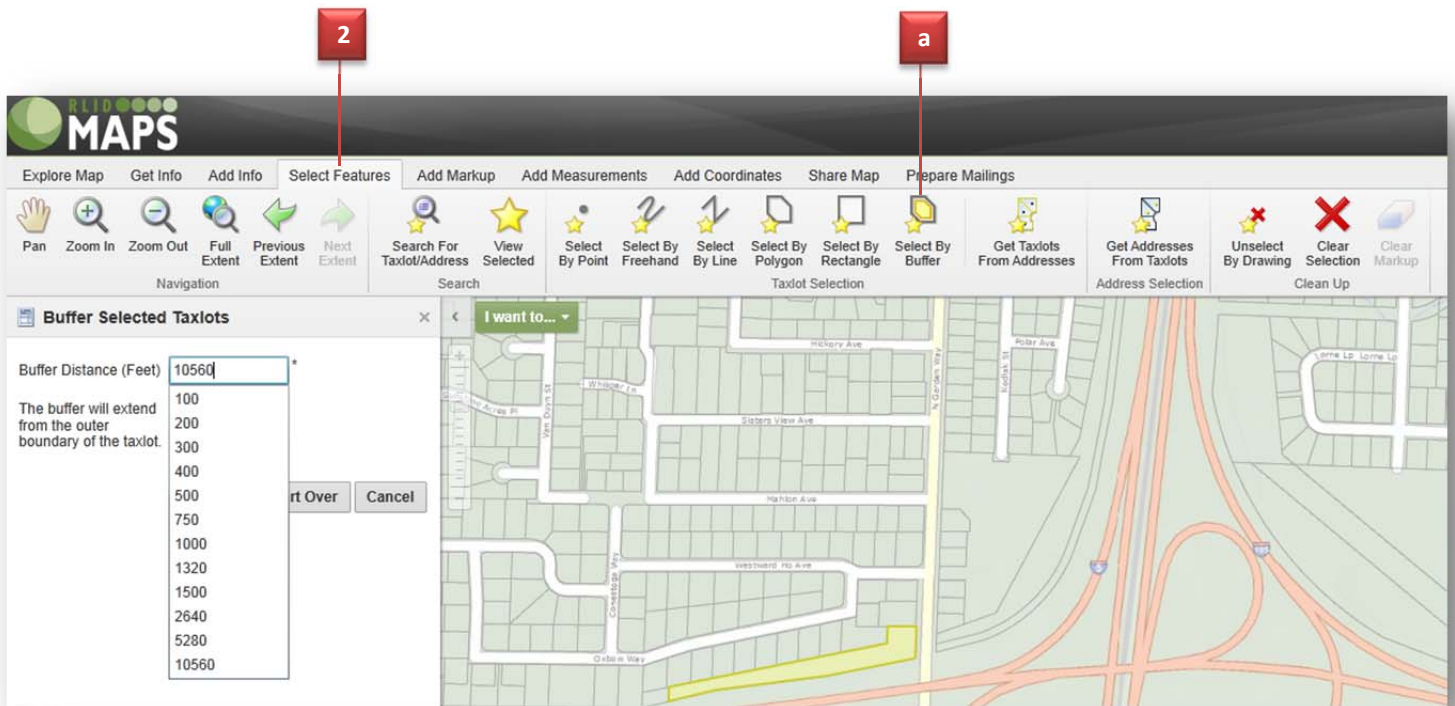 2
a
RLID
MAPS
Explore Map Get Info Add Info Select Features Add Markup Add Measurements Add Coordinates Share Map Prepare Mailings
Pan Zoom In Zoom Out Full Extent Previous Extent Next Extent Search For Taxlot/Address View Selected Select By Point Select By Freehand Select By Line Select By Polygon Select By Rectangle Select By Buffer Get Taxlots From Addresses Get Addresses From Taxlots Unselect By Drawing Clear Selection Clear Markup
Navigation Search Taxlot Selection Address Selection Clean Up
Buffer Selected Taxlots ×
I want to...
Buffer Distance (Feet) 10560 *
The buffer will extend
from the outer
boundary of the taxlot.
100
200
300
400
500
750
1000
1320
1500
2640
5280
10560
rt Over Cancel
Hickory Ave
Polar Ave
Kodiak St
Lorne Lp Lorne Lp
N Garden Way
Whisper Ln
Acres Pl
Van Duyn St
Sisters View Ave
Mahlon Ave
Westward Ho Ave
Conestoga Way
Oxbow Way